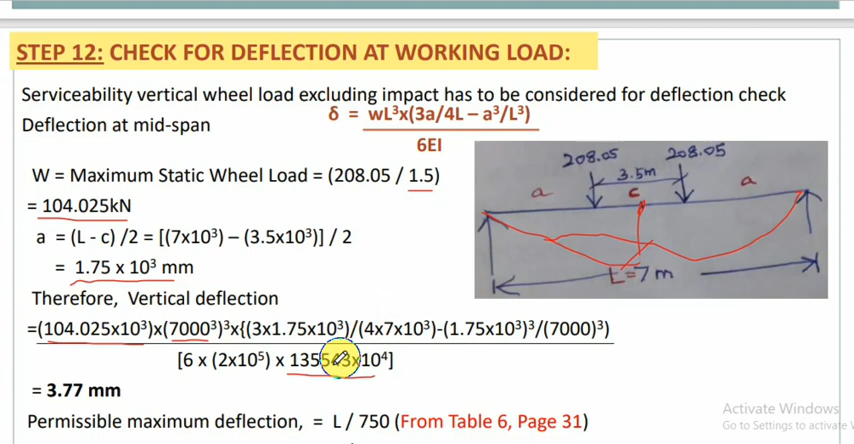 STEP 12: CHECK FOR DEFLECTION AT WORKING LOAD:
Serviceability vertical wheel load excluding impact has to be considered for deflection check
Deflection at mid-span
δ = wL³x(3a/4L – a³/L³)
6EI
W = Maximum Static Wheel Load = (208.05 / 1.5)
= 104.025kN
a = (L - c) /2 = [(7x10³) – (3.5x10³)] / 2
= 1.75 x 10³ mm
208.05 208.05
3.5m
a c a
L=7m
Therefore, Vertical deflection
=(104.025x10³)x(7000³)³x{(3x1.75x10³)/(4x7x10³)-(1.75x10³)³/(7000)³)
[6 x (2x10⁵) x 135543x10⁴]
= 3.77 mm
Permissible maximum deflection, = L / 750 (From Table 6, Page 31)
Activate Windows
Go to Settings to activate W